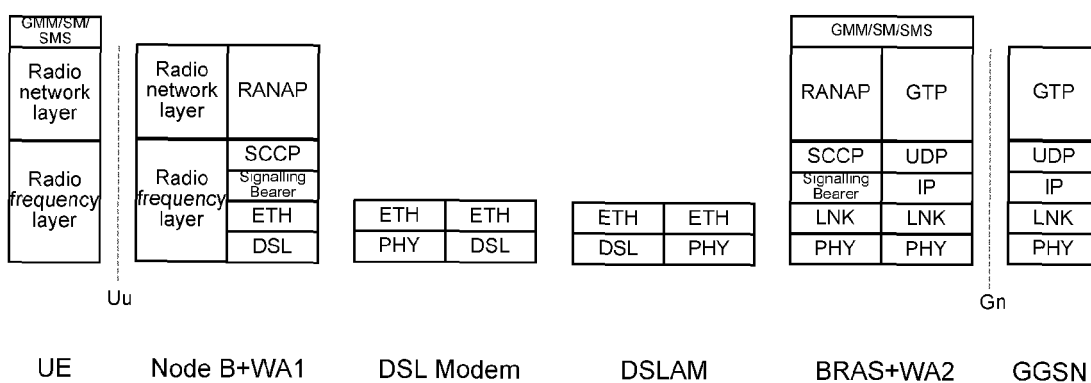 GMM/SM/
SMS
Radio
network
layer
Radio
frequency
layer
Uu
Radio
network
layer
RANAP
Radio
frequency
layer
SCCP
Signalling
Bearer
ETH
DSL
ETH ETH
PHY DSL
ETH ETH
DSL PHY
GMM/SM/SMS
RANAP GTP
SCCP UDP
Signalling
Bearer
IP
LNK LNK
PHY PHY
Gn
GTP
UDP
IP
LNK
PHY
UE Node B+WA1 DSL Modem DSLAM BRAS+WA2 GGSN